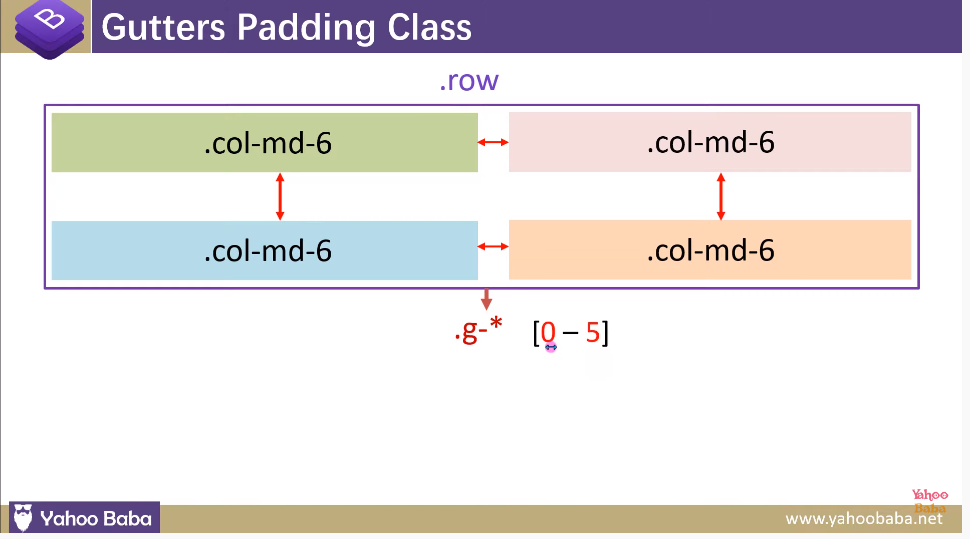 B
Gutters Padding Class
.row
.col-md-6 .col-md-6
.col-md-6 .col-md-6
.g-* [0 – 5]
Yahoo
Baba
Yahoo Baba
www.yahoobaba.net